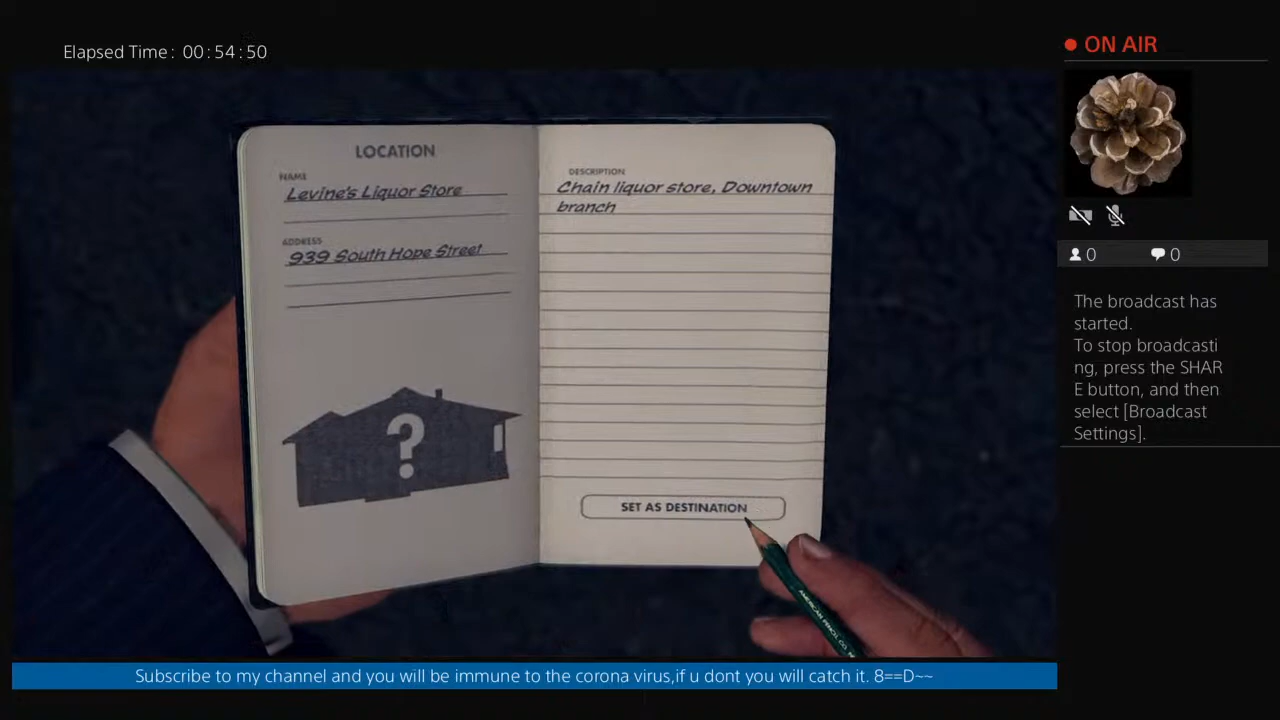 Elapsed Time: 00:54:50
ON AIR
LOCATION
NAME
Levine's Liquor Store
ADDRESS
939 South Hope Street
DESCRIPTION
Chain liquor store, Downtown
branch
?
SET AS DESTINATION
AMERICAN PENCIL CO.
0
0
The broadcast has
started.
To stop broadcasti
ng, press the SHAR
E button, and then
select [Broadcast
Settings].
Subscribe to my channel and you will be immune to the corona virus,if u dont you will catch it. 8==D~~